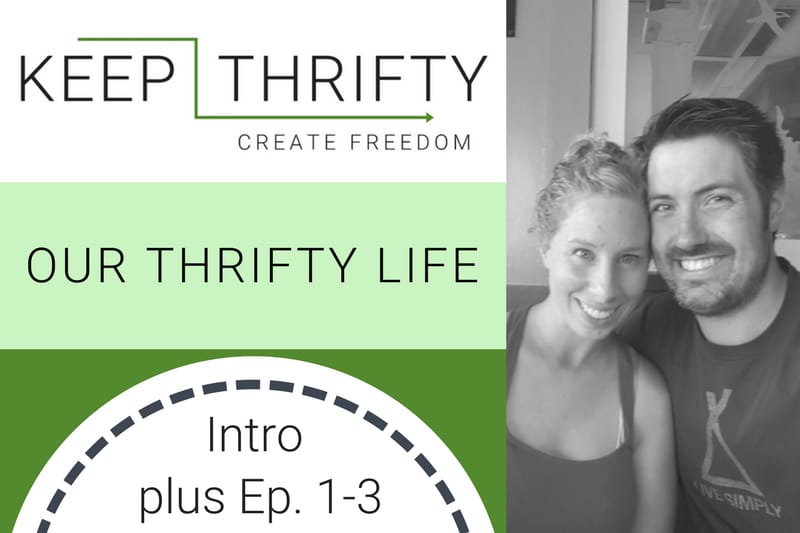 KEEP THRIFTY
CREATE FREEDOM
OUR THRIFTY LIFE
Intro
plus Ep. 1-3
LIVE SIMPLY